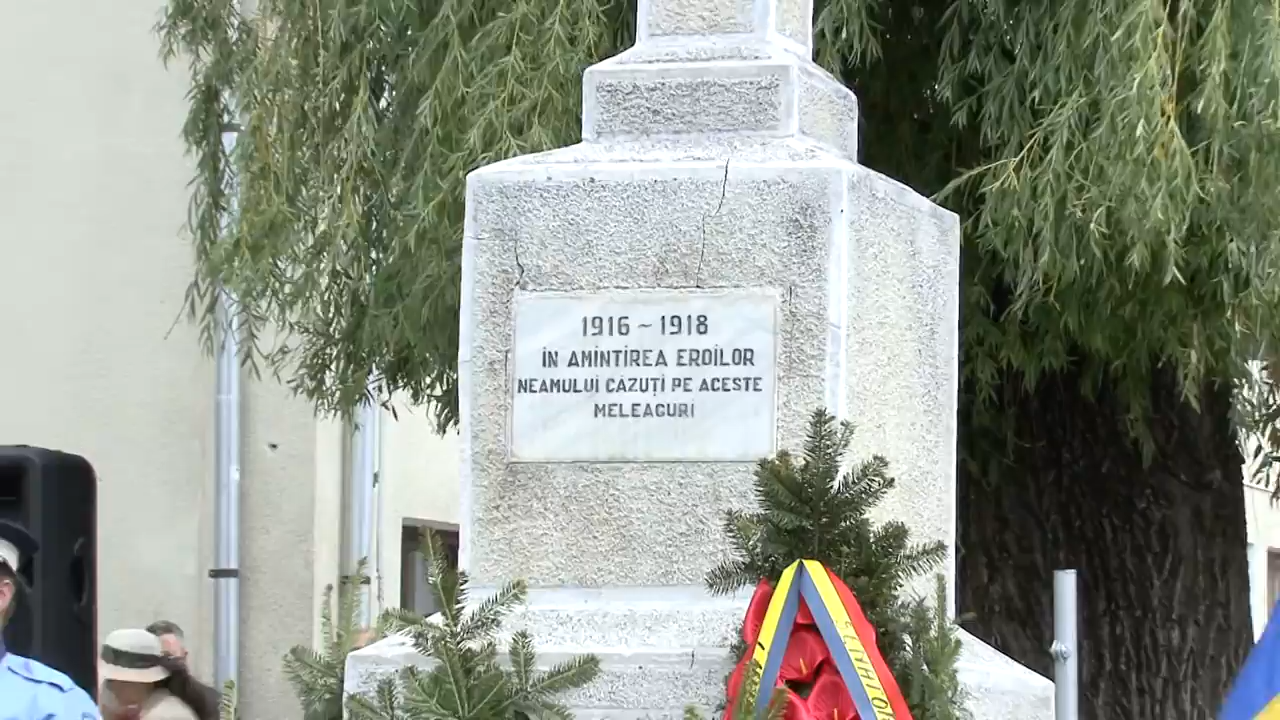 1916 ~ 1918
ÎN AMINTIREA EROILOR
NEAMULUI CĂZUȚI PE ACESTE
MELEAGURI